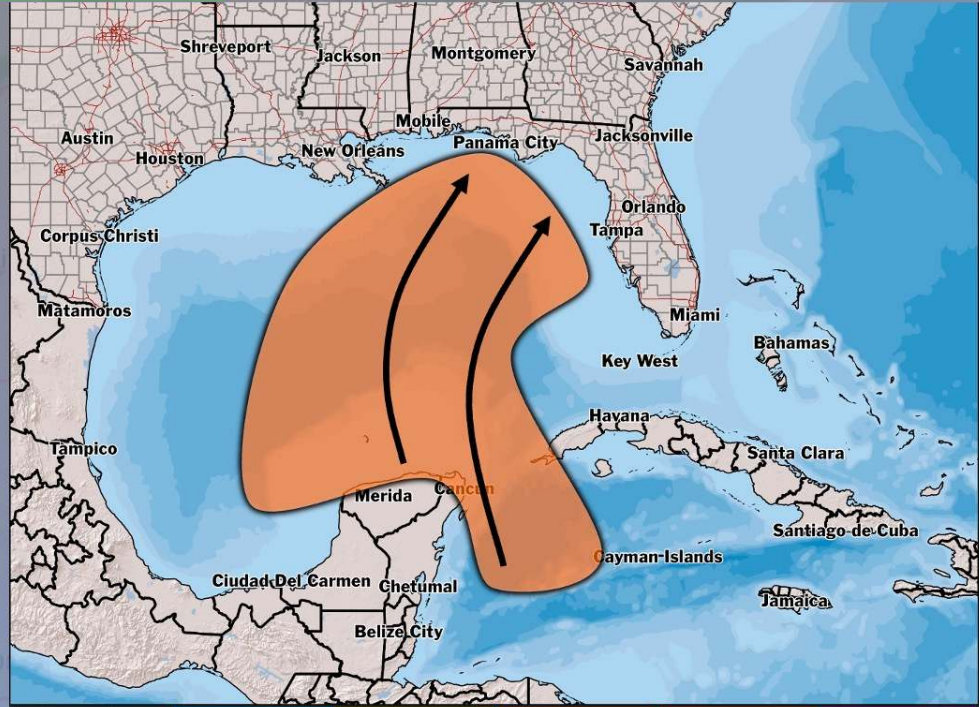 Shreveport
Jackson
Montgomery
Savannah
Mobile
Austin
Houston
New Orleans
Panama City
Jacksonville
Orlando
Tampa
Corpus Christi
Matamoros
Miami
Bahamas
Key West
Havana
Tampico
Santa Clara
Merida
Cancun
Santiago de Cuba
Cayman Islands
Ciudad Del Carmen
Chetumal
Jamaica
Belize City